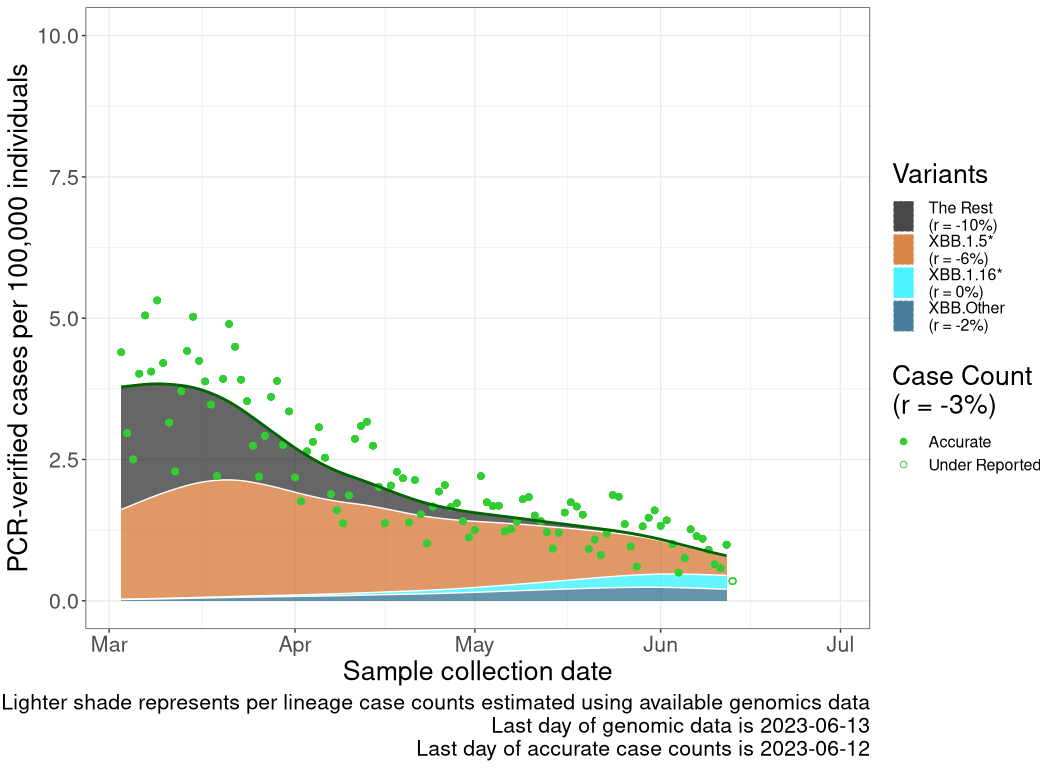 PCR-verified cases per 100,000 individuals
10.0
7.5
5.0
2.5
0.0
Mar
Apr
May
Jun
Jul
Sample collection date
Variants
The Rest
(r = -10%)
XBB.1.5*
(r = -6%)
XBB.1.16*
(r = 0%)
XBB.Other
(r = -2%)
Case Count
(r = -3%)
Accurate
Under Reported
Lighter shade represents per lineage case counts estimated using available genomics data
Last day of genomic data is 2023-06-13
Last day of accurate case counts is 2023-06-12